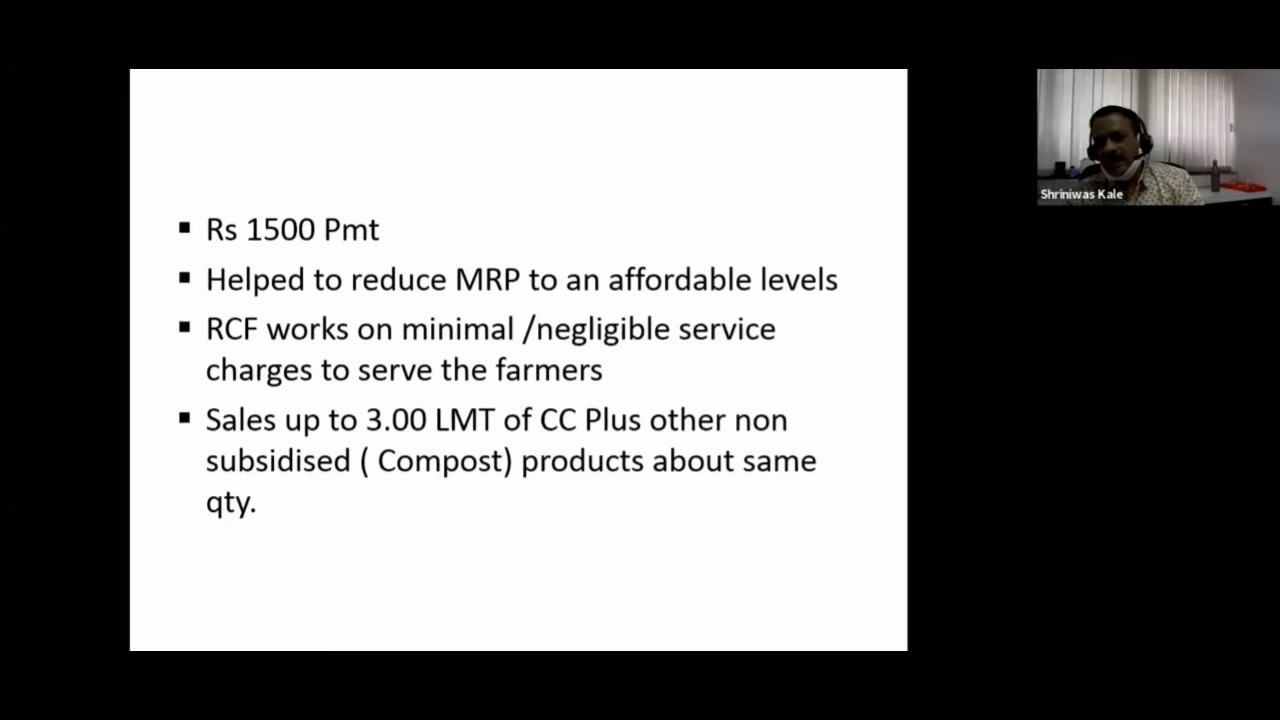 ▪ Rs 1500 Pmt
▪ Helped to reduce MRP to an affordable levels
▪ RCF works on minimal /negligible service
charges to serve the farmers
▪ Sales up to 3.00 LMT of CC Plus other non
subsidised ( Compost) products about same
qty.
Shriniwas Kale